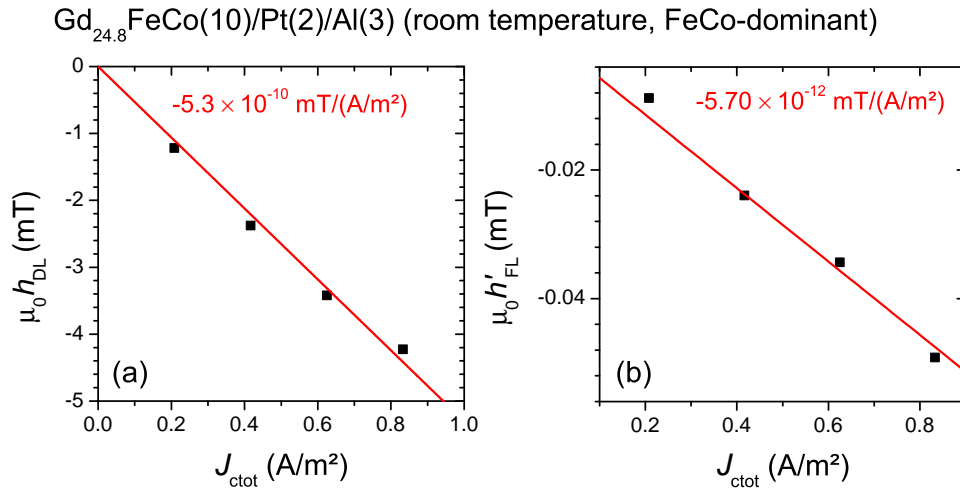 Gd24.8FeCo(10)/Pt(2)/Al(3) (room temperature, FeCo-dominant)
0
-1
-2
-3
-4
-5
μ0hDL (mT)
-5.3 × 10^-10 mT/(A/m²)
(a)
0.0 0.2 0.4 0.6 0.8 1.0
Jctot (A/m²)
-0.02
-0.04
μ0h′FL (mT)
-5.70 × 10^-12 mT/(A/m²)
(b)
0.2 0.4 0.6 0.8
Jctot (A/m²)